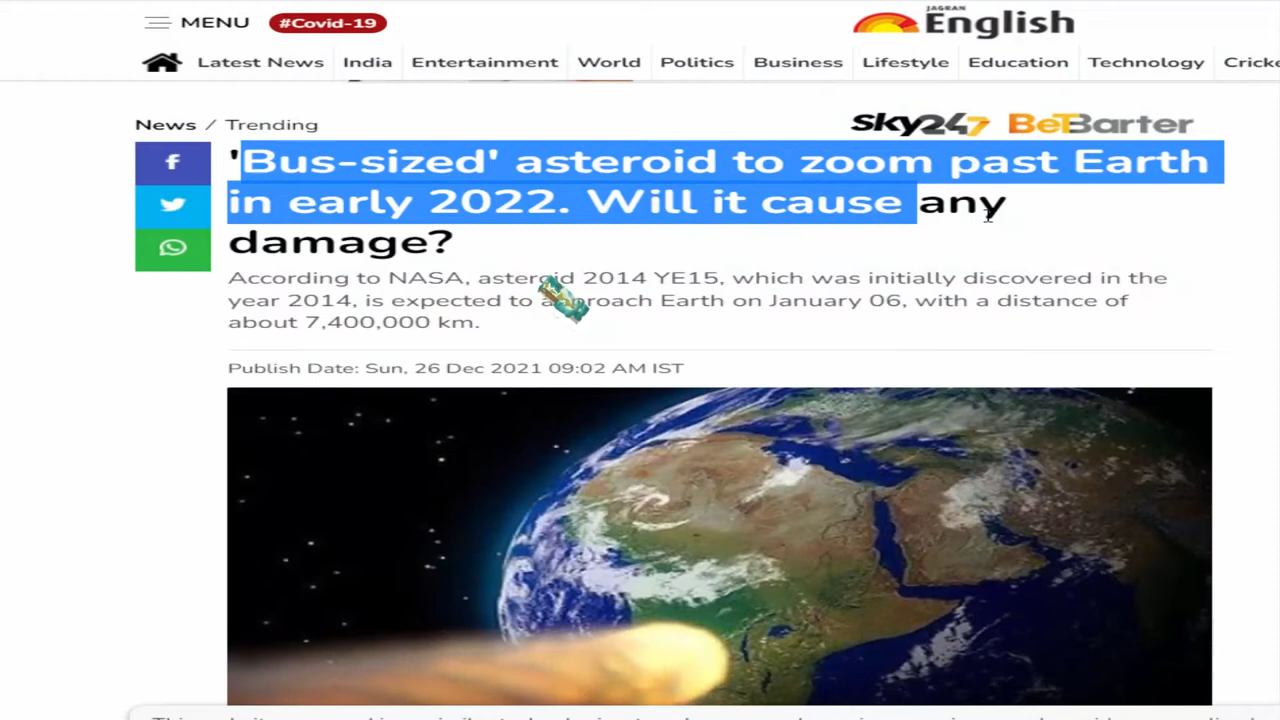 MENU #Covid-19 JAGRAN English
Latest News India Entertainment World Politics Business Lifestyle Education Technology
News / Trending Sky247 BetBarter
'Bus-sized' asteroid to zoom past Earth
in early 2022. Will it cause any
damage?
According to NASA, asteroid 2014 YE15, which was initially discovered in the
year 2014, is expected to approach Earth on January 06, with a distance of
about 7,400,000 km.
Publish Date: Sun, 26 Dec 2021 09:02 AM IST